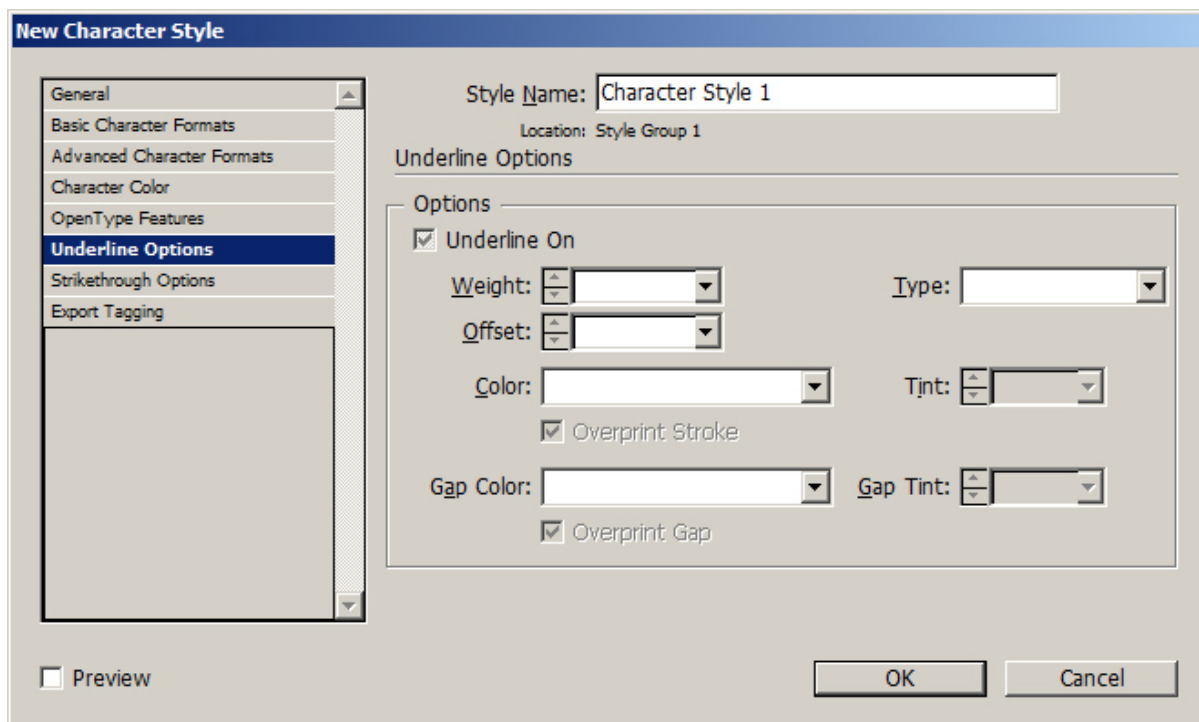 New Character Style
General
Basic Character Formats
Advanced Character Formats
Character Color
OpenType Features
Underline Options
Strikethrough Options
Export Tagging
Style Name: Character Style 1
Location: Style Group 1
Underline Options
Options
Underline On
Weight: Type:
Offset:
Color: Tint:
Overprint Stroke
Gap Color: Gap Tint:
Overprint Gap
Preview OK Cancel